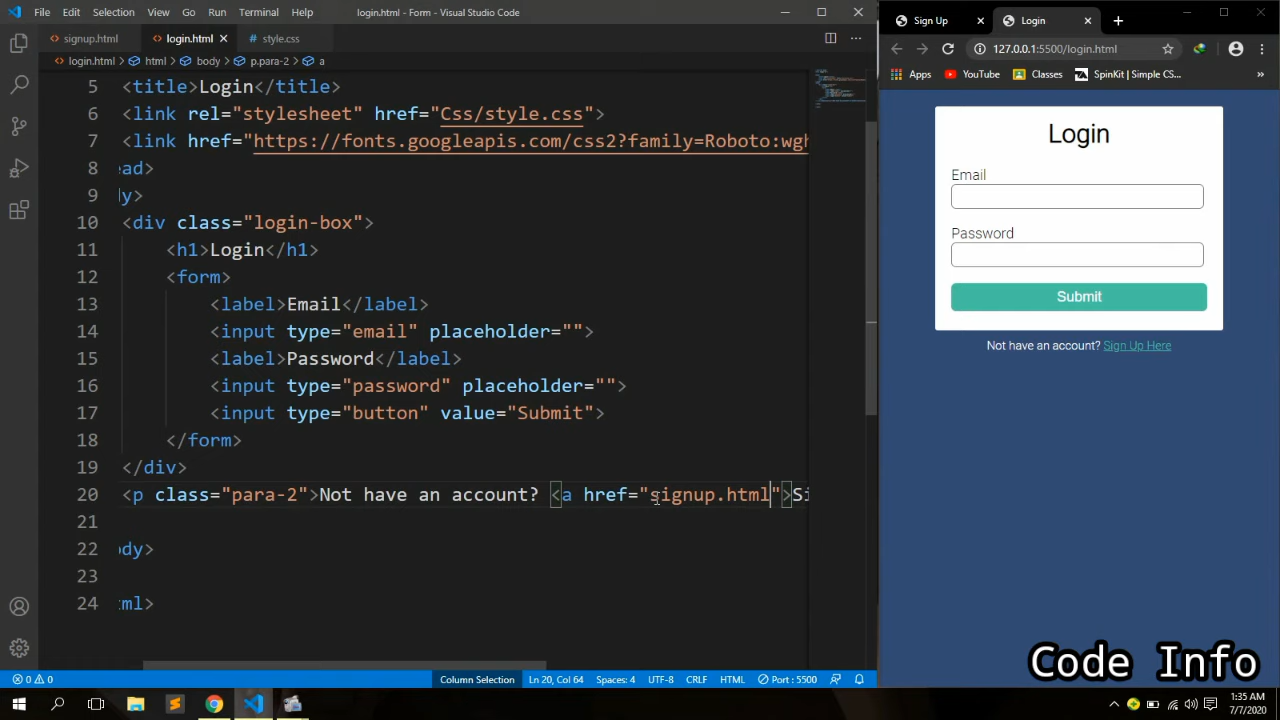 File Edit Selection View Go Run Terminal Help
login.html - Form - Visual Studio Code
signup.html login.html style.css
login.html html body p.para-2 a
5 <title>Login</title>
6 <link rel="stylesheet" href="Css/style.css">
7 <link href="https://fonts.googleapis.com/css2?family=Roboto:wgh
8 ead>
9 dy>
10 <div class="login-box">
11 <h1>Login</h1>
12 <form>
13 <label>Email</label>
14 <input type="email" placeholder="">
15 <label>Password</label>
16 <input type="password" placeholder="">
17 <input type="button" value="Submit">
18 </form>
19 </div>
20 <p class="para-2">Not have an account? <a href="signup.html">Si
21
22 ody>
23
24 tml>
0 0
Column Selection Ln 20, Col 64 Spaces: 4 UTF-8 CRLF HTML Port : 5500
Sign Up Login
127.0.0.1:5500/login.html
Apps YouTube Classes SpinKit | Simple CS... »
Login
Email
Password
Submit
Not have an account? Sign Up Here
Code Info
1:35 AM
7/7/2020